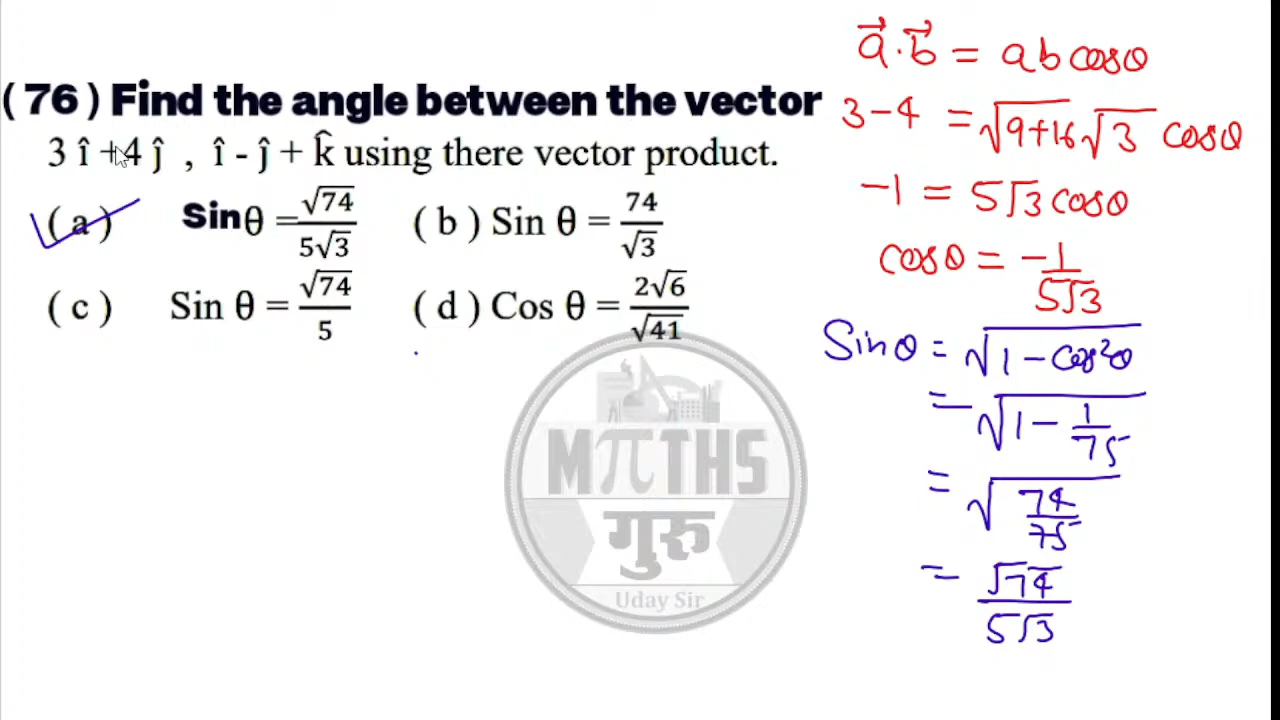 ( 76 ) Find the angle between the vector
3 î + 4 ĵ , î - ĵ + k̂ using there vector product.
( a ) Sin θ = √74 / 5√3 ( b ) Sin θ = 74 / √3
( c ) Sin θ = √74 / 5 ( d ) Cos θ = 2√6 / √41
a⃗ . b⃗ = ab cosθ
3 - 4 = √9+16 √3 cosθ
-1 = 5√3 cosθ
cosθ = -1 / 5√3
Sinθ = √1 - cos²θ
= √1 - 1/75
= √74/75
= √74 / 5√3
MπTHS
गुरु
Uday Sir